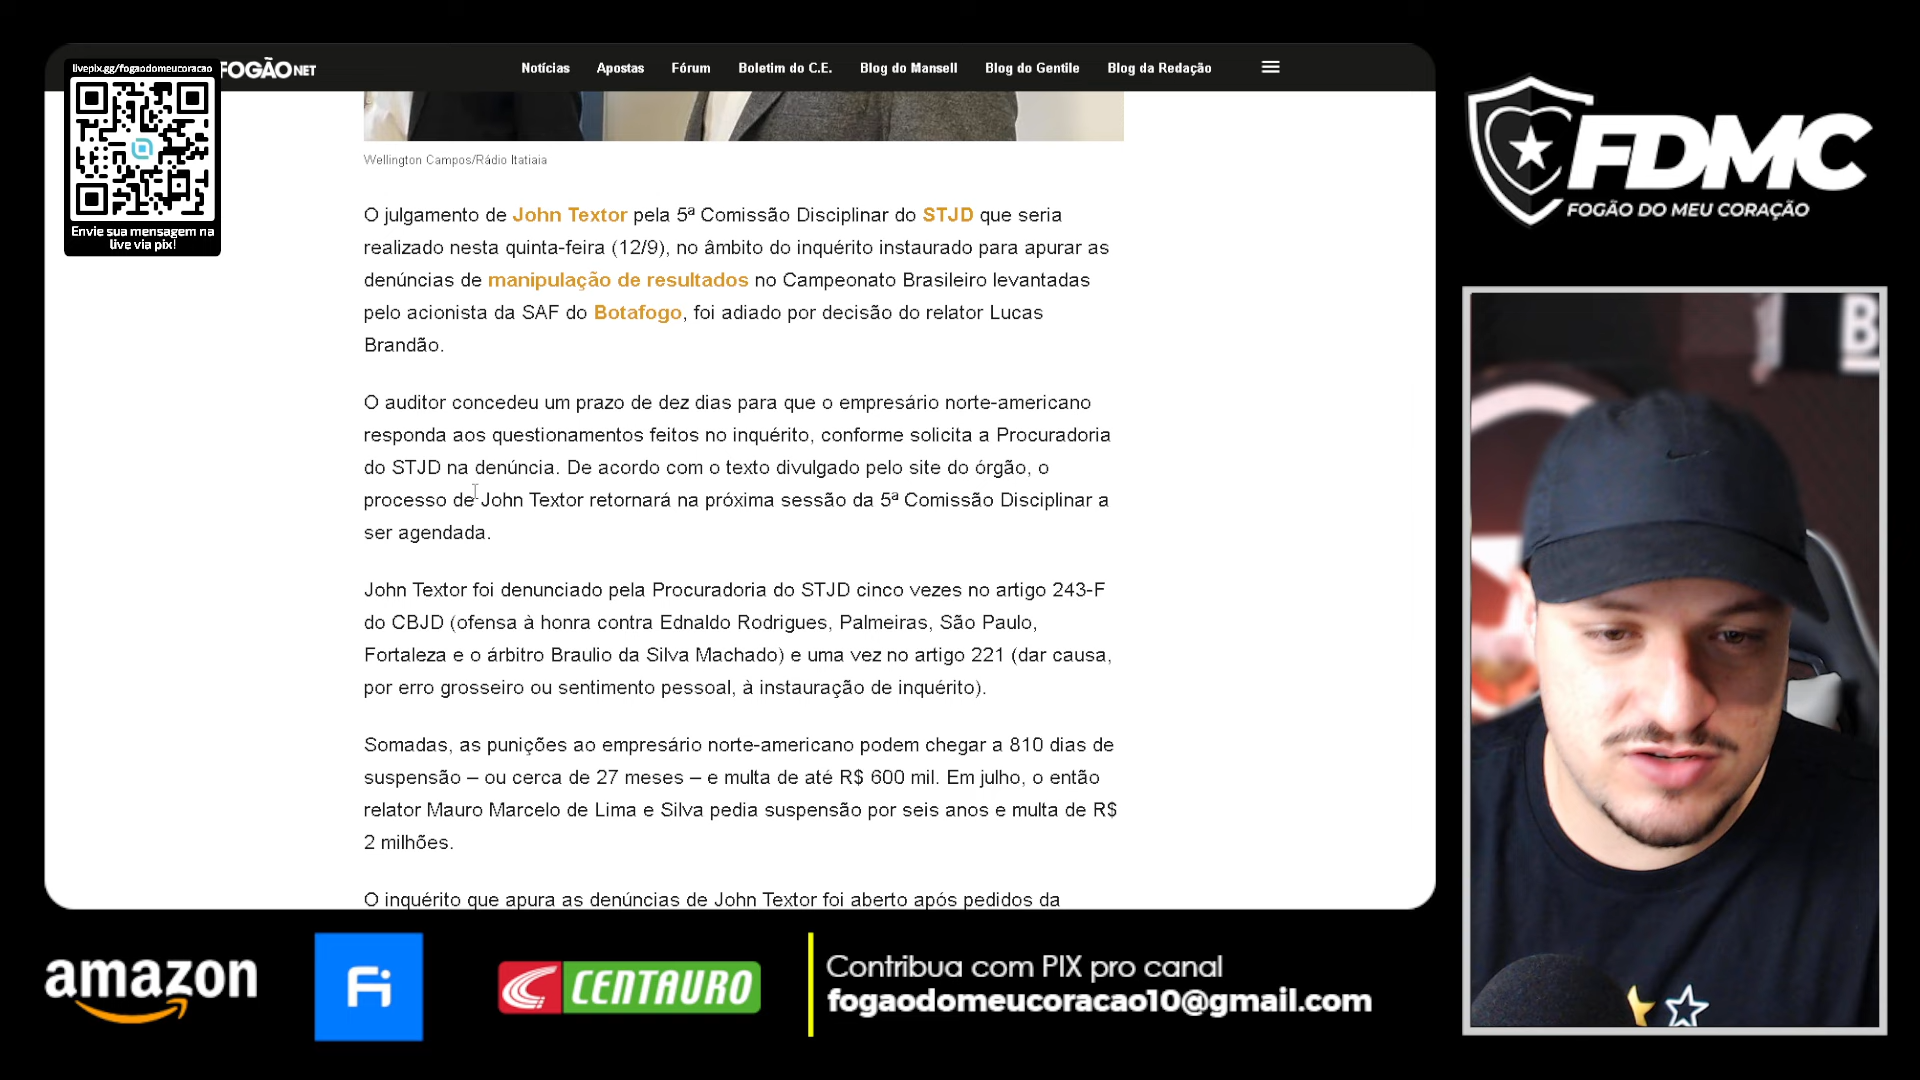 livepix.gg/fogaodomeucoracao
Envie sua mensagem na
live via pix!
FOGÃONET
Notícias Apostas Fórum Boletim do C.E. Blog do Mansell Blog do Gentile Blog da Redação
Wellington Campos/Rádio Itatiaia
O julgamento de John Textor pela 5ª Comissão Disciplinar do STJD que seria
realizado nesta quinta-feira (12/9), no âmbito do inquérito instaurado para apurar as
denúncias de manipulação de resultados no Campeonato Brasileiro levantadas
pelo acionista da SAF do Botafogo, foi adiado por decisão do relator Lucas
Brandão.
O auditor concedeu um prazo de dez dias para que o empresário norte-americano
responda aos questionamentos feitos no inquérito, conforme solicita a Procuradoria
do STJD na denúncia. De acordo com o texto divulgado pelo site do órgão, o
processo de John Textor retornará na próxima sessão da 5ª Comissão Disciplinar a
ser agendada.
John Textor foi denunciado pela Procuradoria do STJD cinco vezes no artigo 243-F
do CBJD (ofensa à honra contra Ednaldo Rodrigues, Palmeiras, São Paulo,
Fortaleza e o árbitro Braulio da Silva Machado) e uma vez no artigo 221 (dar causa,
por erro grosseiro ou sentimento pessoal, à instauração de inquérito).
Somadas, as punições ao empresário norte-americano podem chegar a 810 dias de
suspensão – ou cerca de 27 meses – e multa de até R$ 600 mil. Em julho, o então
relator Mauro Marcelo de Lima e Silva pedia suspensão por seis anos e multa de R$
2 milhões.
O inquérito que apura as denúncias de John Textor foi aberto após pedidos da
FDMC
FOGÃO DO MEU CORAÇÃO
B
amazon
Fi
CENTAURO
Contribua com PIX pro canal
fogaodomeucoracao10@gmail.com